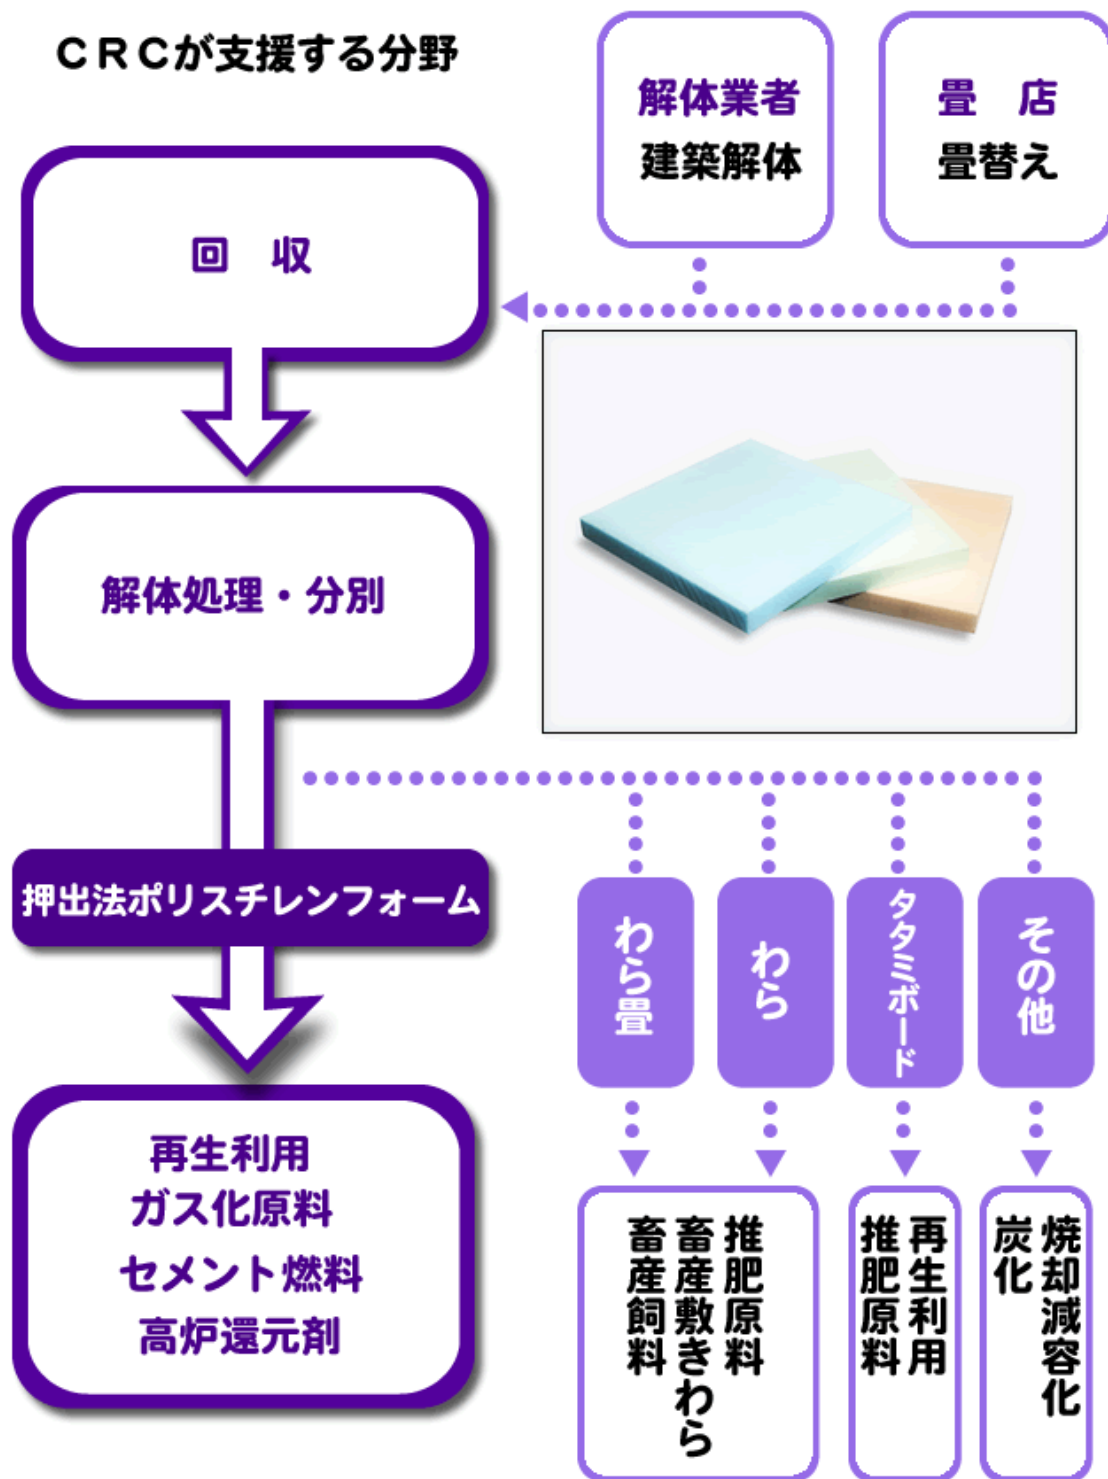 CRCが支援する分野
解体業者
建築解体
畳 店
畳替え
回 収
解体処理・分別
押出法ポリスチレンフォーム
再生利用
ガス化原料
セメント燃料
高炉還元剤
わら畳
わら
タタミボード
その他
推肥原料
畜産敷きわら
畜産飼料
再生利用
推肥原料
焼却減容化
炭化